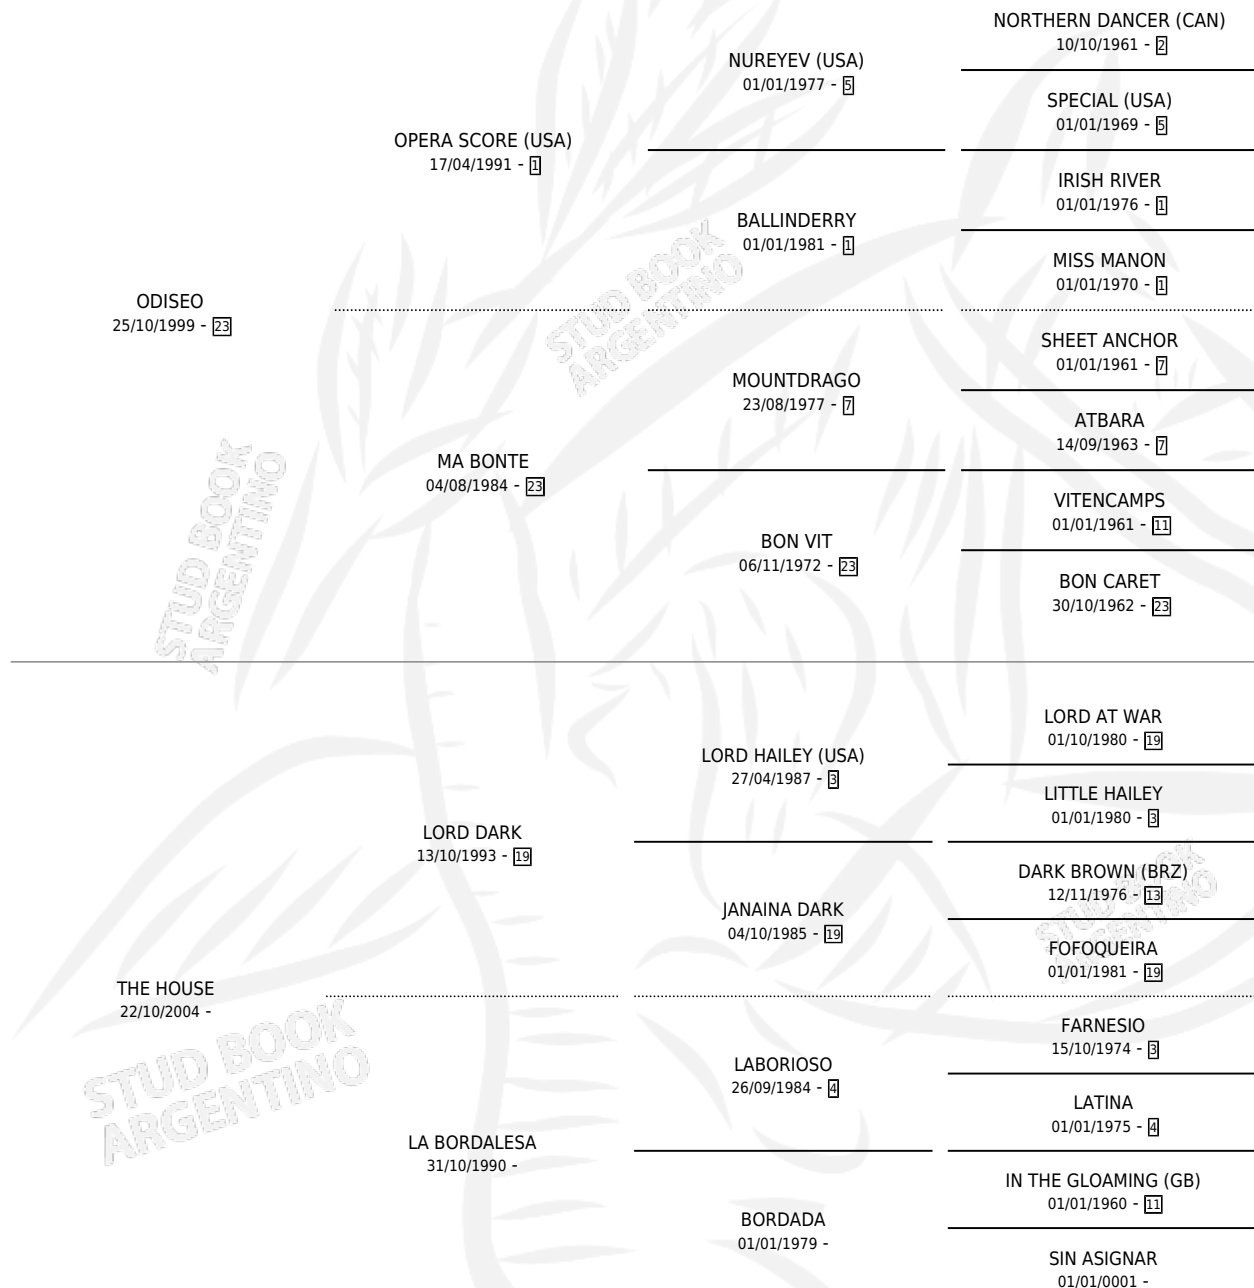 NORTHERN DANCER (CAN)
10/10/1961 - 2
NUREYEV (USA)
01/01/1977 - 5
SPECIAL (USA)
01/01/1969 - 5
OPERA SCORE (USA)
17/04/1991 - 1
IRISH RIVER
01/01/1976 - 1
BALLINDERRY
01/01/1981 - 1
MISS MANON
01/01/1970 - 1
ODISEO
25/10/1999 - 23
STUD BOOK
ARGENTINO
SHEET ANCHOR
01/01/1961 - 7
MOUNTDRAGO
23/08/1977 - 7
ATBARA
14/09/1963 - 7
MA BONTE
04/08/1984 - 23
VITENCAMPS
01/01/1961 - 11
BON VIT
06/11/1972 - 23
BON CARET
30/10/1962 - 23
STUD BOOK
ARGENTINO
LORD AT WAR
01/10/1980 - 19
LORD HAILEY (USA)
27/04/1987 - 3
LITTLE HAILEY
01/01/1980 - 3
LORD DARK
13/10/1993 - 19
DARK BROWN (BRZ)
12/11/1976 - 13
JANAINA DARK
04/10/1985 - 19
STUD BOOK
ARGENTINO
FOFOQUEIRA
01/01/1981 - 19
THE HOUSE
22/10/2004 -
FARNESIO
15/10/1974 - 3
LABORIOSO
26/09/1984 - 4
STUD BOOK
ARGENTINO
LATINA
01/01/1975 - 4
LA BORDALESA
31/10/1990 -
IN THE GLOAMING (GB)
01/01/1960 - 11
BORDADA
01/01/1979 -
SIN ASIGNAR
01/01/0001 -